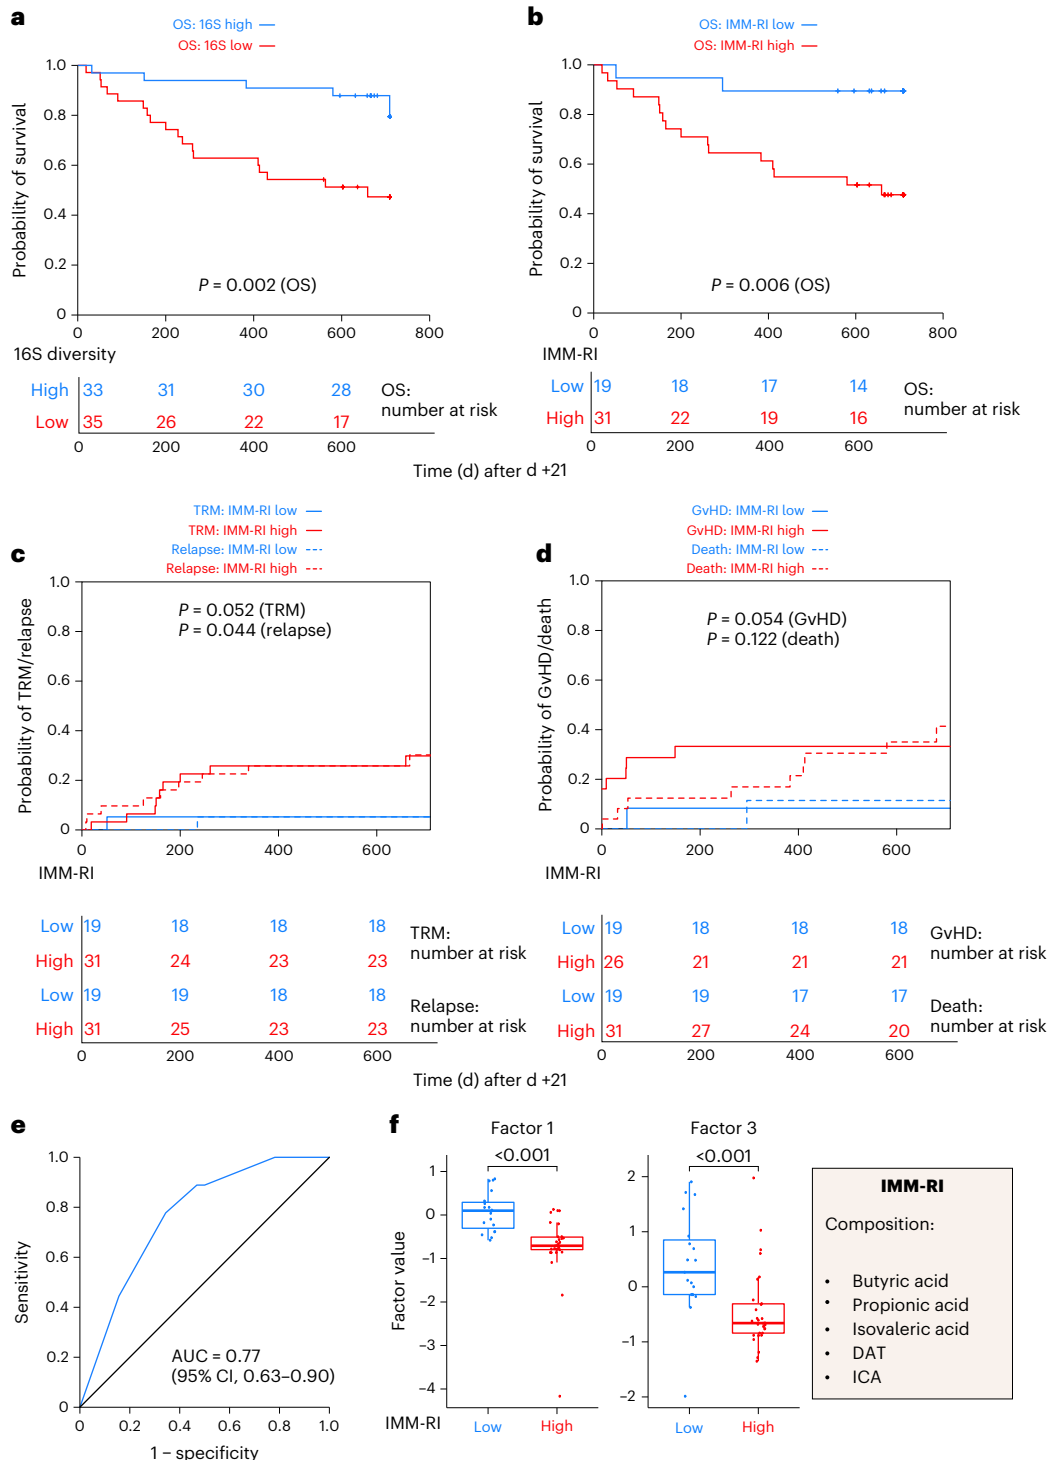 a
OS: 16S high
OS: 16S low
Probability of survival
1.0
0.8
0.6
0.4
0.2
0
P = 0.002 (OS)
0 200 400 600 800
16S diversity
High 33 31 30 28
Low 35 26 22 17
OS:
number at risk
0 200 400 600
b
OS: IMM-RI low
OS: IMM-RI high
Probability of survival
1.0
0.8
0.6
0.4
0.2
0
P = 0.006 (OS)
0 200 400 600 800
IMM-RI
Low 19 18 17 14
High 31 22 19 16
OS:
number at risk
0 200 400 600
Time (d) after d +21
c
TRM: IMM-RI low
TRM: IMM-RI high
Relapse: IMM-RI low
Relapse: IMM-RI high
Probability of TRM/relapse
1.0
0.8
0.6
0.4
0.2
0
P = 0.052 (TRM)
P = 0.044 (relapse)
0 200 400 600
IMM-RI
Low 19 18 18 18
High 31 24 23 23
TRM:
number at risk
Low 19 19 18 18
High 31 25 23 23
Relapse:
number at risk
0 200 400 600
d
GvHD: IMM-RI low
GvHD: IMM-RI high
Death: IMM-RI low
Death: IMM-RI high
Probability of GvHD/death
1.0
0.8
0.6
0.4
0.2
0
P = 0.054 (GvHD)
P = 0.122 (death)
0 200 400 600
IMM-RI
Low 19 18 18 18
High 26 21 21 21
GvHD:
number at risk
Low 19 19 17 17
High 31 27 24 20
Death:
number at risk
0 200 400 600
Time (d) after d +21
e
Sensitivity
1.0
0.8
0.6
0.4
0.2
0
AUC = 0.77
(95% CI, 0.63–0.90)
0 0.2 0.4 0.6 0.8 1.0
1 – specificity
f
Factor 1
<0.001
Factor value
1
0
–1
–2
–3
–4
IMM-RI Low High
Factor 3
<0.001
2
1
0
–1
–2
Low High
IMM-RI
Composition:
• Butyric acid
• Propionic acid
• Isovaleric acid
• DAT
• ICA